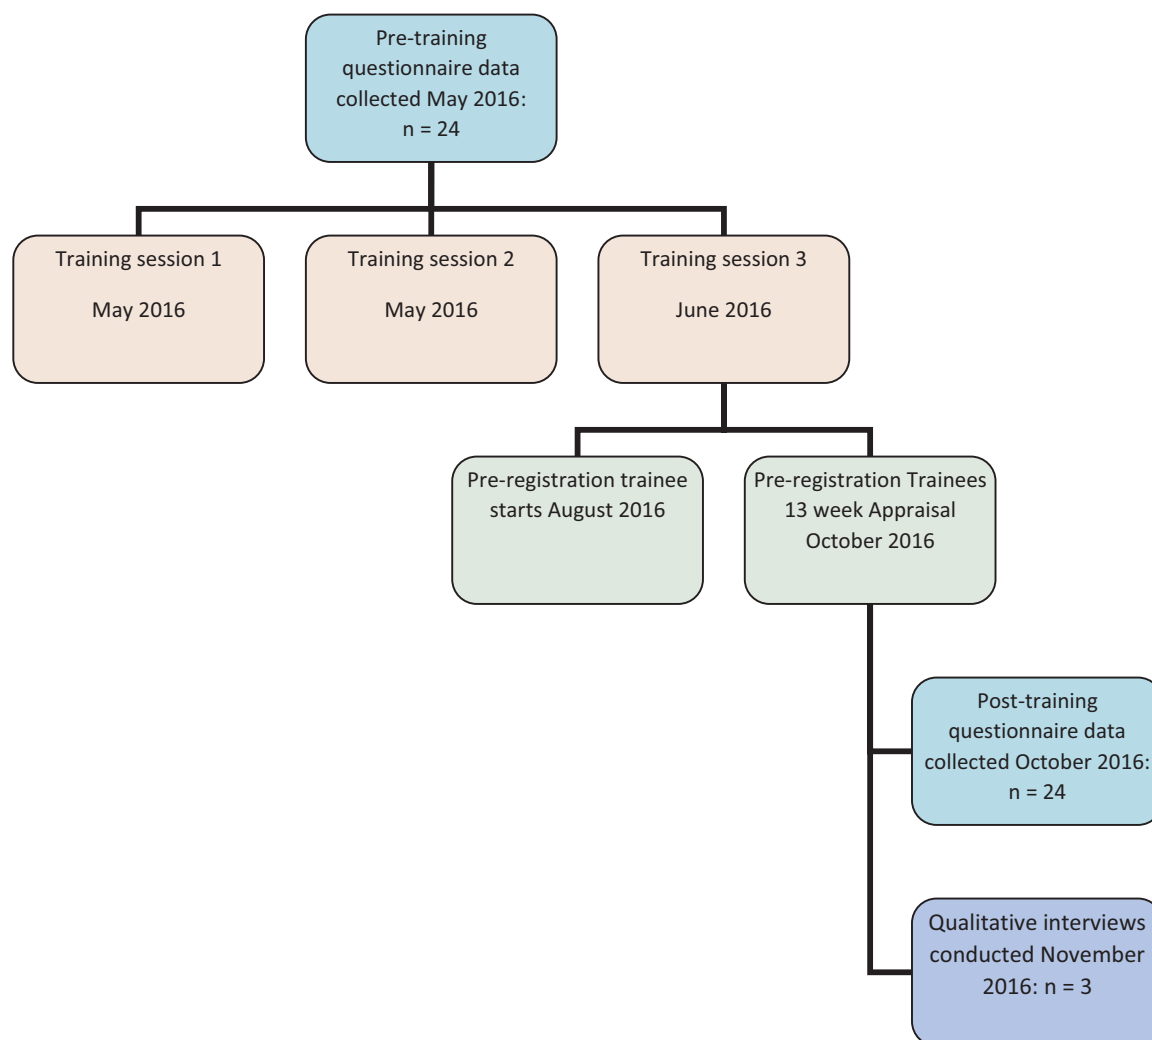 Pre-training
questionnaire data
collected May 2016:
n = 24
Training session 1
May 2016
Training session 2
May 2016
Training session 3
June 2016
Pre-registration trainee
starts August 2016
Pre-registration Trainees
13 week Appraisal
October 2016
Post-training
questionnaire data
collected October 2016:
n = 24
Qualitative interviews
conducted November
2016: n = 3